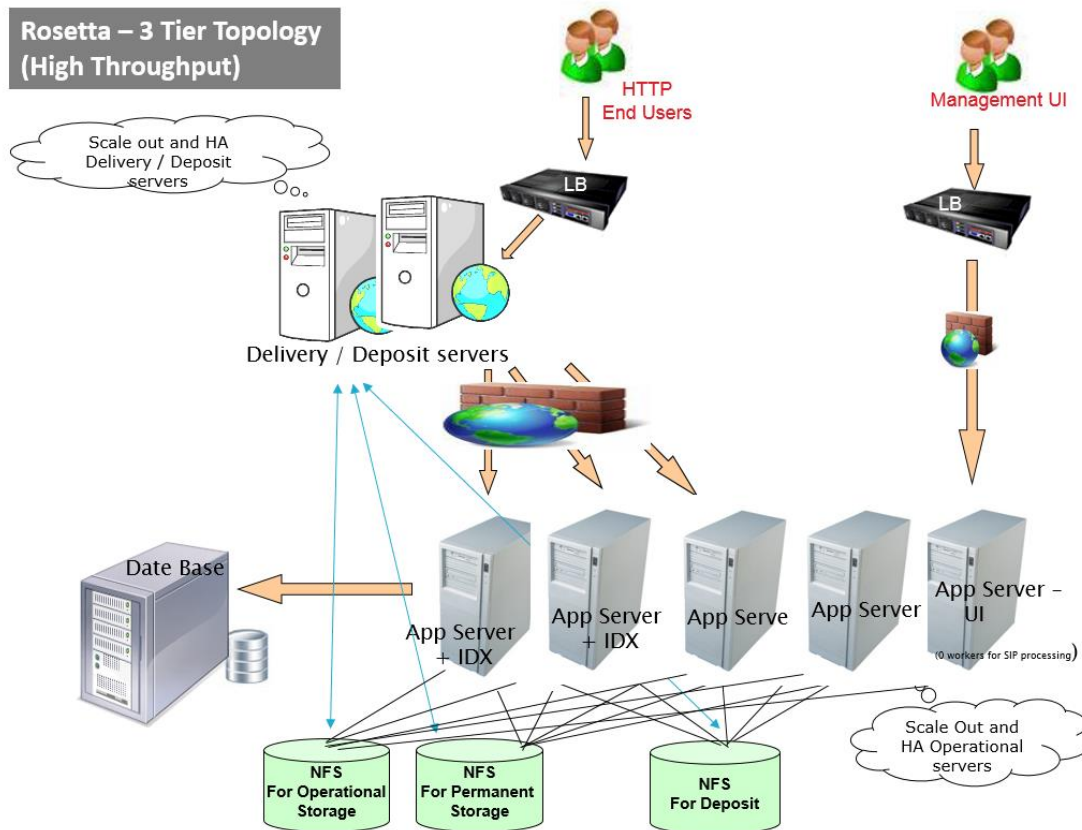 Rosetta – 3 Tier Topology
(High Throughput)
HTTP
End Users
Management UI
Scale out and HA
Delivery / Deposit
servers
LB
LB
Delivery / Deposit servers
Date Base
App Server
+ IDX
App Server
+ IDX
App Serve
App Server
App Server –
UI
(0 workers for SIP processing)
Scale Out and
HA Operational
servers
NFS
For Operational
Storage
NFS
For Permanent
Storage
NFS
For Deposit